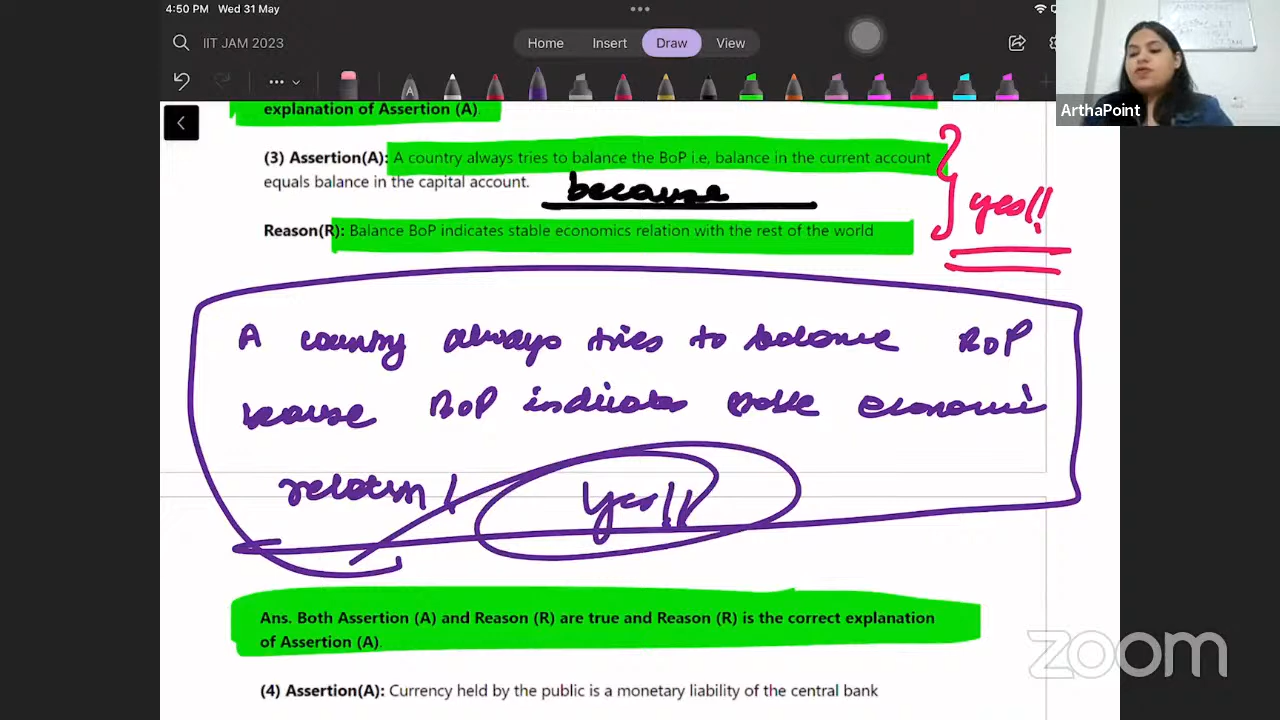 4:50 PM Wed 31 May
IIT JAM 2023
Home Insert Draw View
ArthaPoint
explanation of Assertion (A).
(3) Assertion(A): A country always tries to balance the BoP i.e, balance in the current account
equals balance in the capital account.
because
yes!!
Reason(R): Balance BoP indicates stable economics relation with the rest of the world
A country always tries to balance BoP
because BoP indicates stable economic
relation!
Yes!!
Ans. Both Assertion (A) and Reason (R) are true and Reason (R) is the correct explanation
of Assertion (A).
(4) Assertion(A): Currency held by the public is a monetary liability of the central bank
zoom